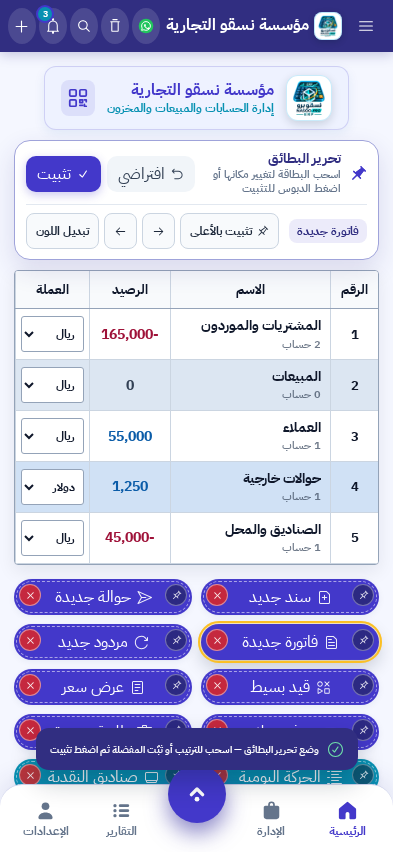 مؤسسة نسقو التجارية
3
مؤسسة نسقو التجارية
إدارة الحسابات والمبيعات والمخزون
تحرير البطائق
اسحب البطاقة لتغيير مكانها أو اضغط الدبوس للتثبيت
افتراضي
تثبيت
فاتورة جديدة
تثبيت بالأعلى
→
←
تبديل اللون
الرقم الاسم الرصيد العملة
1 المشتريات والموردون -165,000 ريال
2 حساب
2 المبيعات 0 ريال
0 حساب
3 العملاء 55,000 ريال
1 حساب
4 حوالات خارجية 1,250 دولار
1 حساب
5 الصناديق والمحل -45,000 ريال
1 حساب
سند جديد
حوالة جديدة
فاتورة جديدة
مردود جديد
قيد بسيط
عرض سعر
وضع تحرير البطائق — اسحب للترتيب أو ثبّت المفضلة ثم اضغط تثبيت
الحركة اليومية
صناديق النقدية
الرئيسية
الإدارة
التقارير
الإعدادات